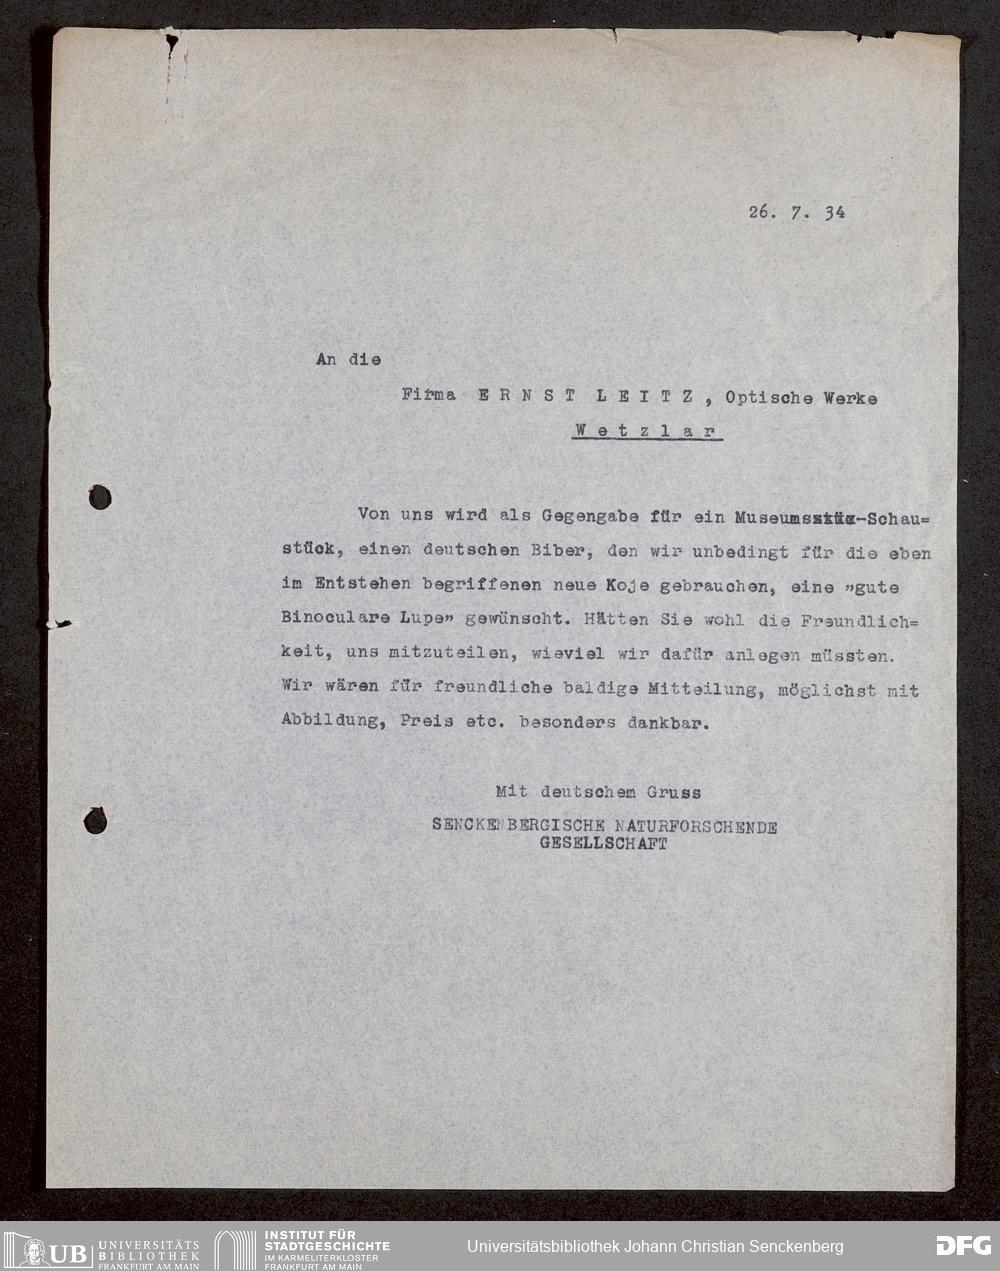 26. 7. 34
An die
Firma E R N S T L E I T Z , Optische Werke
W e t z l a r
Von uns wird als Gegengabe für ein Museumsstüc-Schau=
stück, einen deutschen Biber, den wir unbedingt für die eben
im Entstehen begriffenen neue Koje gebrauchen, eine "gute
Binoculare Lupe" gewünscht. Hätten Sie wohl die Freundlich=
keit, uns mitzuteilen, wieviel wir dafür anlegen müssten.
Wir wären für freundliche baldige Mitteilung, möglichst mit
Abbildung, Preis etc. besonders dankbar.
Mit deutschem Gruss
SENCKENBERGISCHE NATURFORSCHENDE
GESELLSCHAFT
UB UNIVERSITÄTS
BIBLIOTHEK
FRANKFURT AM MAIN
INSTITUT FÜR
STADTGESCHICHTE
IM KARMELITERKLOSTER
FRANKFURT AM MAIN
Universitätsbibliothek Johann Christian Senckenberg
DFG